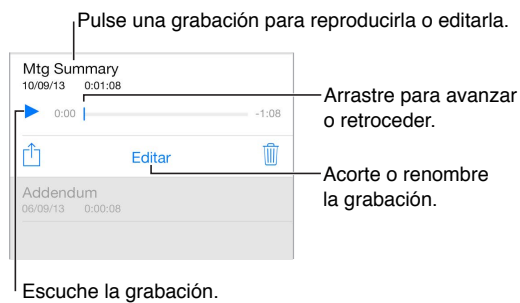 Pulse una grabación para reproducirla o editarla.
Mtg Summary
10/09/13 0:01:08
0:00 -1:08
Arrastre para avanzar
o retroceder.
Editar
Acorte o renombre
la grabación.
Addendum
06/09/13 0:00:08
Escuche la grabación.